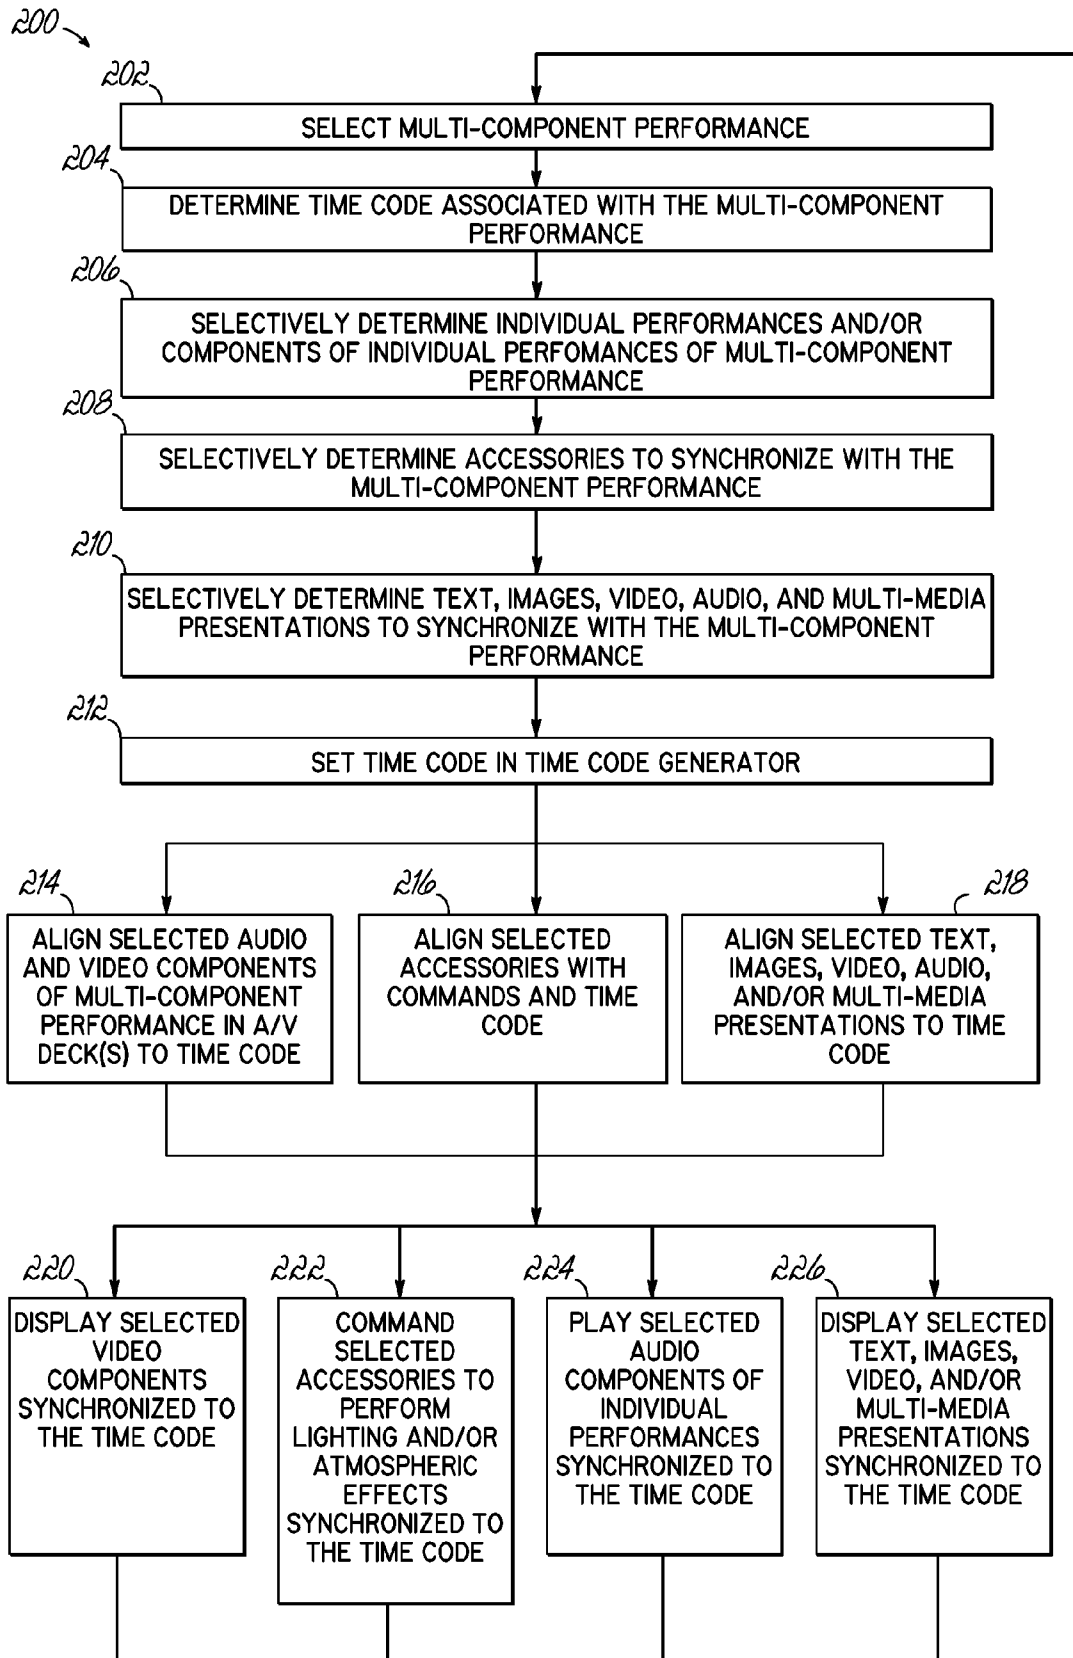 200
202
SELECT MULTI-COMPONENT PERFORMANCE
204
DETERMINE TIME CODE ASSOCIATED WITH THE MULTI-COMPONENT
PERFORMANCE
206
SELECTIVELY DETERMINE INDIVIDUAL PERFORMANCES AND/OR
COMPONENTS OF INDIVIDUAL PERFOMANCES OF MULTI-COMPONENT
PERFORMANCE
208
SELECTIVELY DETERMINE ACCESSORIES TO SYNCHRONIZE WITH THE
MULTI-COMPONENT PERFORMANCE
210
SELECTIVELY DETERMINE TEXT, IMAGES, VIDEO, AUDIO, AND MULTI-MEDIA
PRESENTATIONS TO SYNCHRONIZE WITH THE MULTI-COMPONENT
PERFORMANCE
212
SET TIME CODE IN TIME CODE GENERATOR
214
ALIGN SELECTED AUDIO
AND VIDEO COMPONENTS
OF MULTI-COMPONENT
PERFORMANCE IN A/V
DECK(S) TO TIME CODE
216
ALIGN SELECTED
ACCESSORIES WITH
COMMANDS AND TIME
CODE
218
ALIGN SELECTED TEXT,
IMAGES, VIDEO, AUDIO,
AND/OR MULTI-MEDIA
PRESENTATIONS TO TIME
CODE
220
DISPLAY SELECTED
VIDEO
COMPONENTS
SYNCHRONIZED TO
THE TIME CODE
222
COMMAND
SELECTED
ACCESSORIES TO
PERFORM
LIGHTING AND/OR
ATMOSPHERIC
EFFECTS
SYNCHRONIZED TO
THE TIME CODE
224
PLAY SELECTED
AUDIO
COMPONENTS OF
INDIVIDUAL
PERFORMANCES
SYNCHRONIZED TO
THE TIME CODE
226
DISPLAY SELECTED
TEXT, IMAGES,
VIDEO, AND/OR
MULTI-MEDIA
PRESENTATIONS
SYNCHRONIZED TO
THE TIME CODE